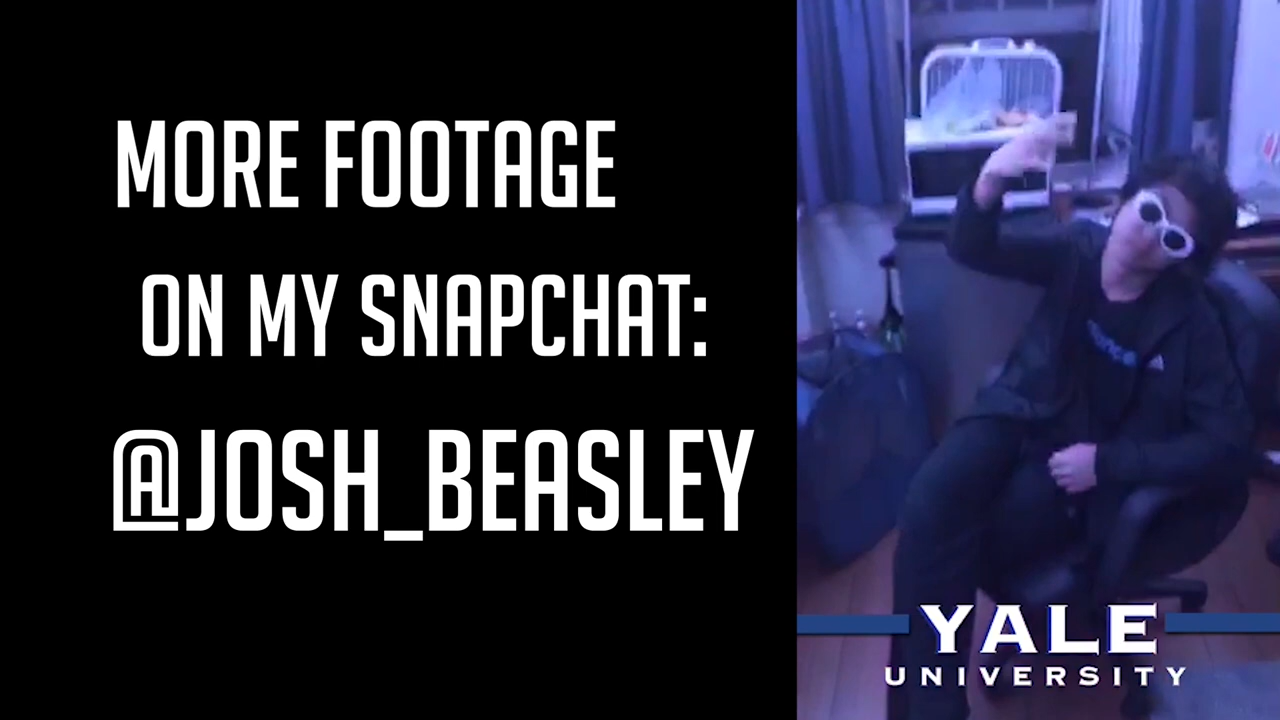 MORE FOOTAGE
ON MY SNAPCHAT:
@JOSH_BEASLEY
YALE
UNIVERSITY